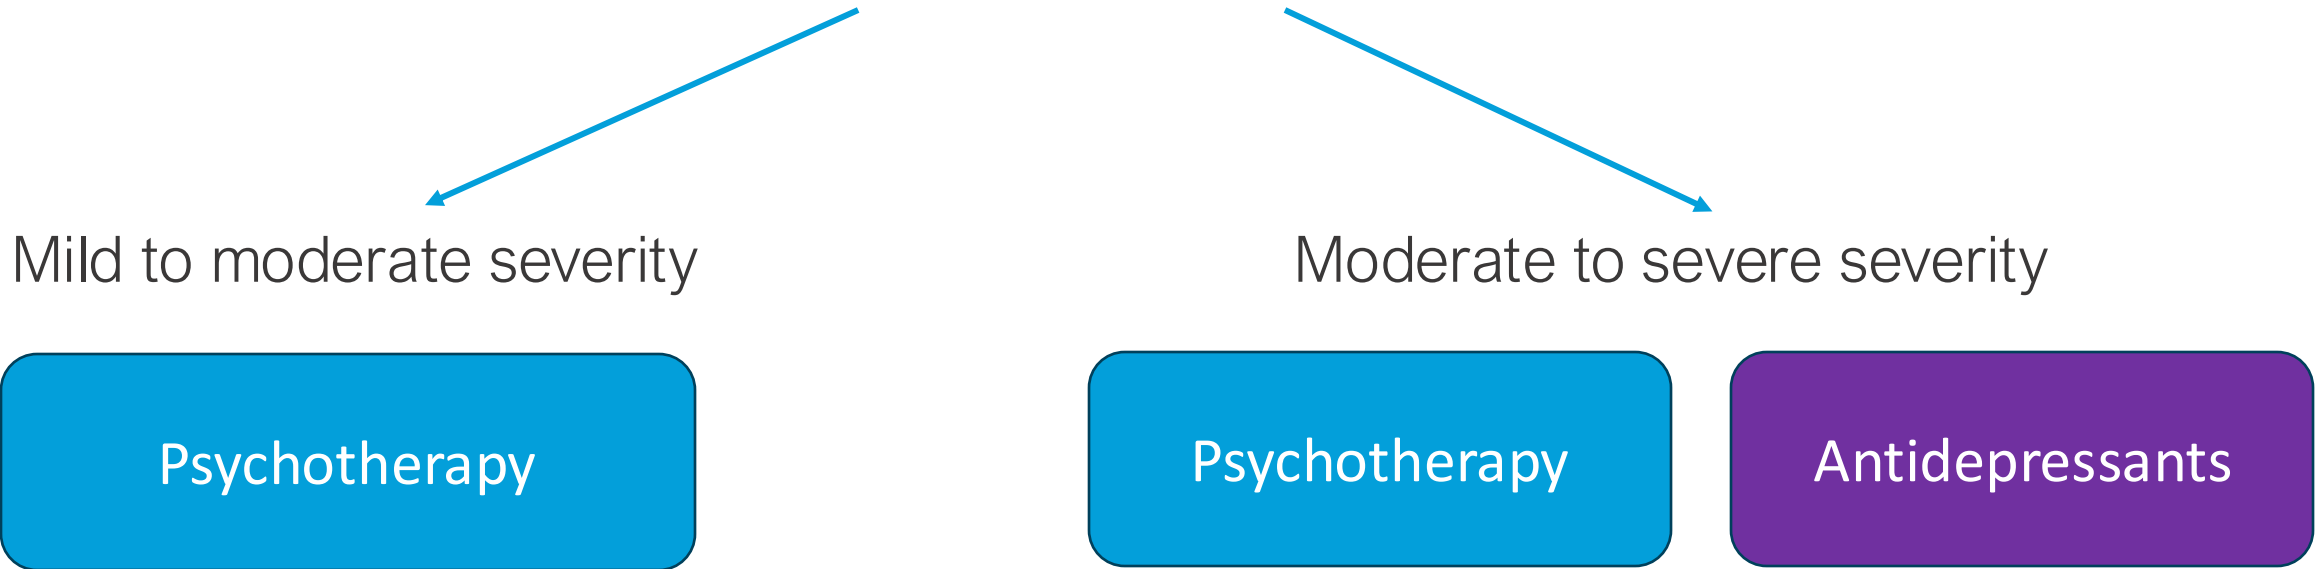 Mild to moderate severity
Moderate to severe severity
Psychotherapy
Psychotherapy
Antidepressants